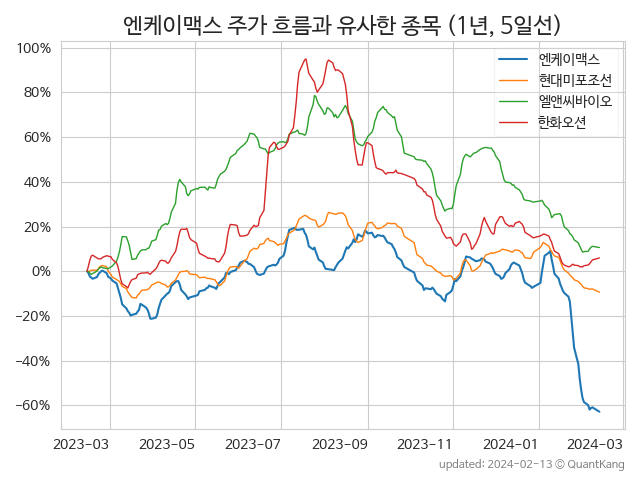 엔케이맥스 주가 흐름과 유사한 종목 (1년, 5일선)
100%
80%
60%
40%
20%
0%
−20%
−40%
−60%
엔케이맥스
현대미포조선
엘앤씨바이오
한화오션
2023-03 2023-05 2023-07 2023-09 2023-11 2024-01 2024-03
updated: 2024-02-13 © QuantKang